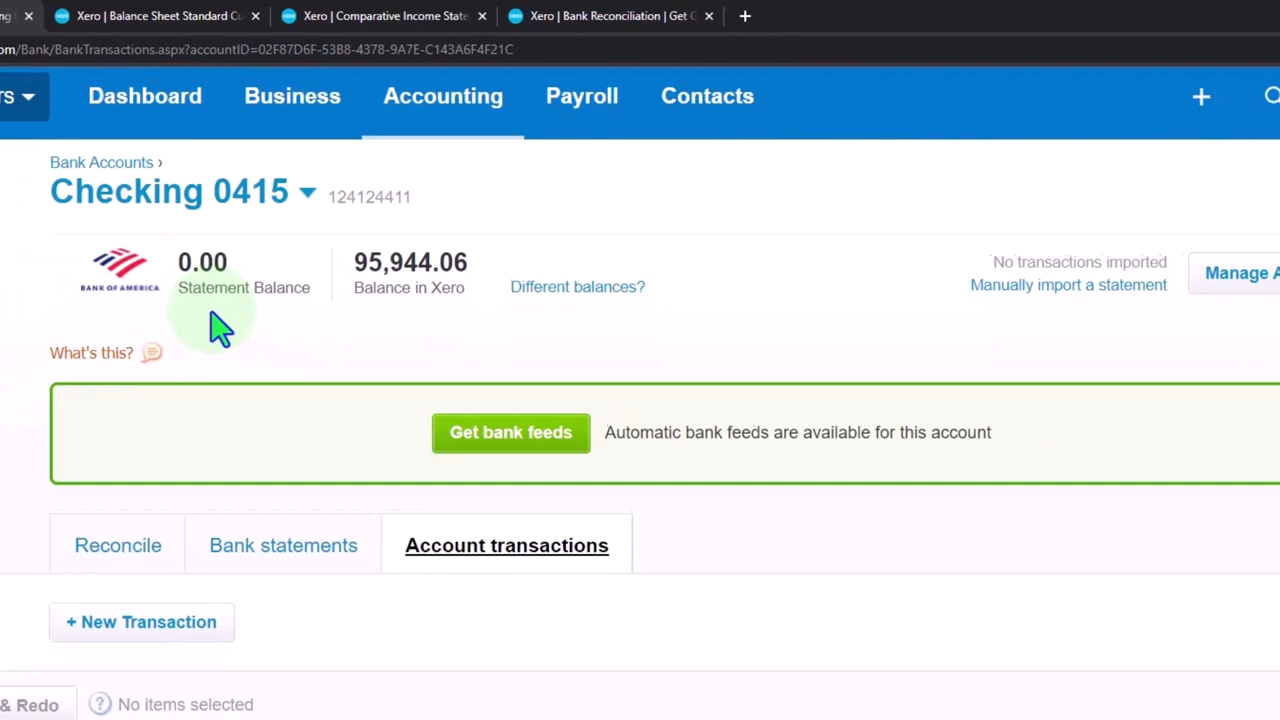 Xero | Balance Sheet Standard Cu
Xero | Comparative Income State
Xero | Bank Reconciliation | Get G
om/Bank/BankTransactions.aspx?accountID=02F87D6F-53B8-4378-9A7E-C143A6F4F21C
Dashboard Business Accounting Payroll Contacts
Bank Accounts ›
Checking 0415 124124411
BANK OF AMERICA
0.00
Statement Balance
95,944.06
Balance in Xero
Different balances?
No transactions imported
Manually import a statement
Manage A
What's this?
Get bank feeds Automatic bank feeds are available for this account
Reconcile Bank statements Account transactions
+ New Transaction
& Redo ? No items selected